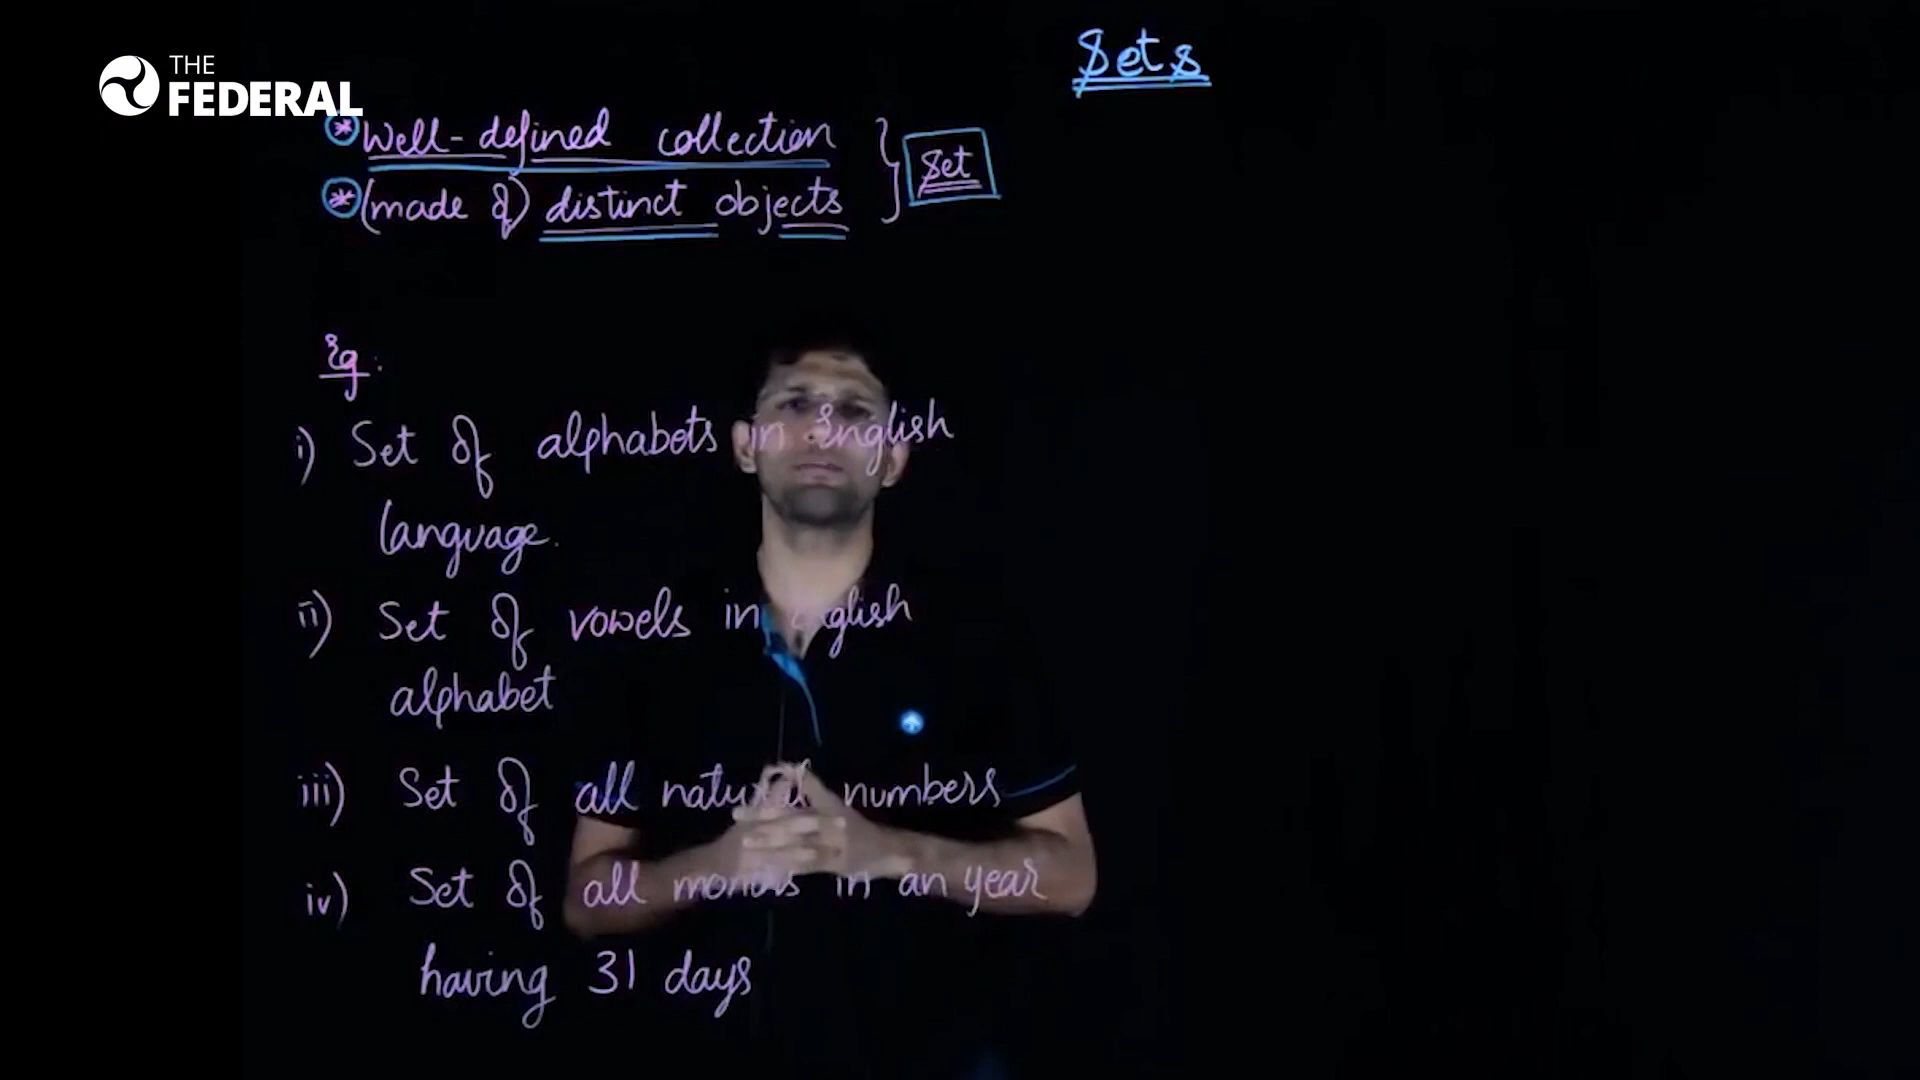 THE
FEDERAL
Sets
* Well-defined collection
* (made of) distinct objects } Set
Eg:
i) Set of alphabets in English
language.
ii) Set of vowels in English
alphabet
iii) Set of all natural numbers
iv) Set of all months in an year
having 31 days